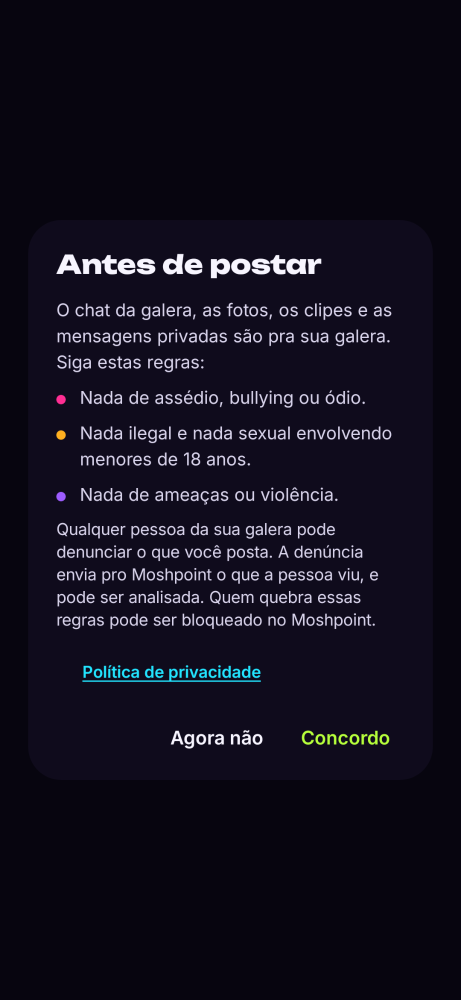 Antes de postar
O chat da galera, as fotos, os clipes e as
mensagens privadas são pra sua galera.
Siga estas regras:
Nada de assédio, bullying ou ódio.
Nada ilegal e nada sexual envolvendo
menores de 18 anos.
Nada de ameaças ou violência.
Qualquer pessoa da sua galera pode
denunciar o que você posta. A denúncia
envia pro Moshpoint o que a pessoa viu, e
pode ser analisada. Quem quebra essas
regras pode ser bloqueado no Moshpoint.
Política de privacidade
Agora não
Concordo